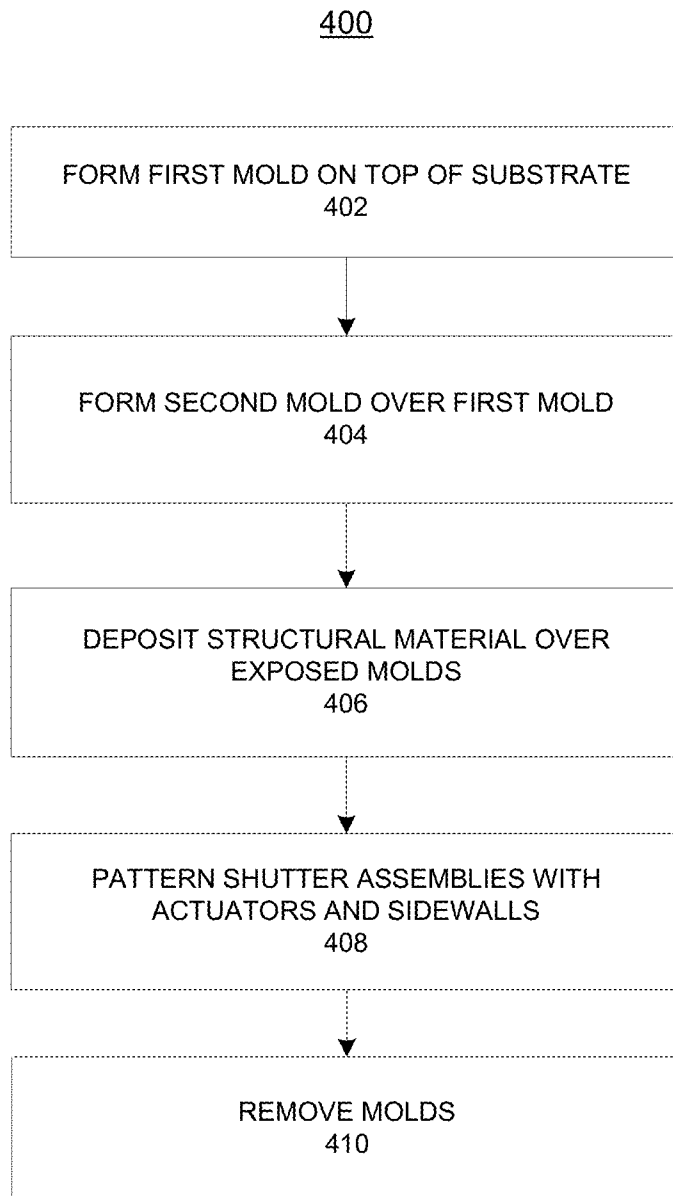 400
FORM FIRST MOLD ON TOP OF SUBSTRATE
402
FORM SECOND MOLD OVER FIRST MOLD
404
DEPOSIT STRUCTURAL MATERIAL OVER
EXPOSED MOLDS
406
PATTERN SHUTTER ASSEMBLIES WITH
ACTUATORS AND SIDEWALLS
408
REMOVE MOLDS
410